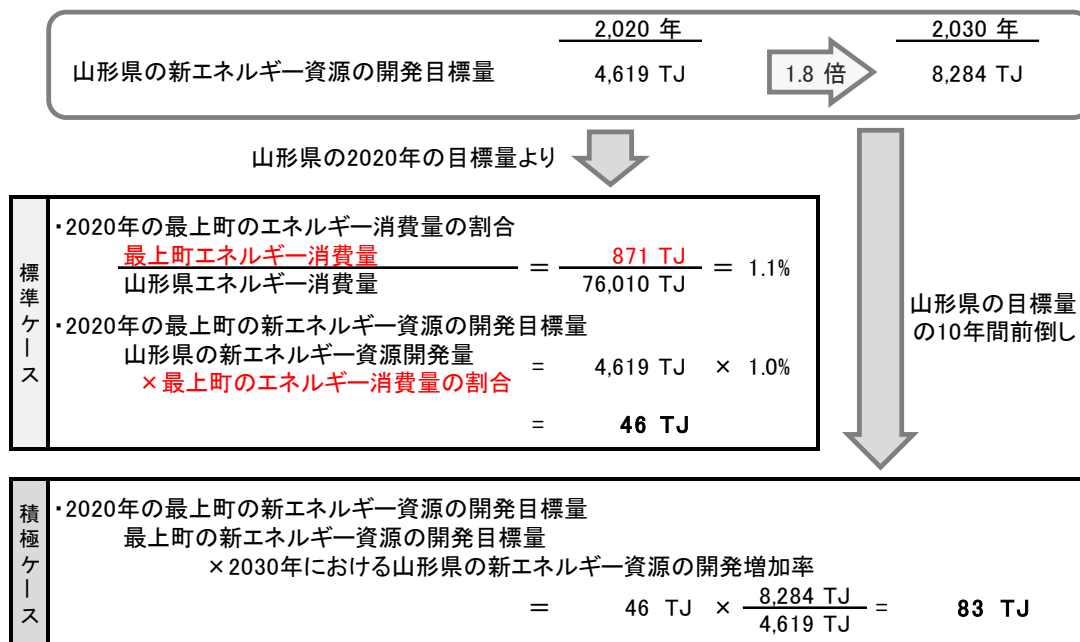 2,020 年 2,030 年
山形県の新エネルギー資源の開発目標量 4,619 TJ 1.8 倍 8,284 TJ
山形県の2020年の目標量より
標準ケース
・2020年の最上町のエネルギー消費量の割合
最上町エネルギー消費量 871 TJ
= = 1.1%
山形県エネルギー消費量 76,010 TJ
・2020年の最上町の新エネルギー資源の開発目標量
山形県の新エネルギー資源開発量
×最上町のエネルギー消費量の割合
= 4,619 TJ × 1.0%
= 46 TJ
山形県の目標量
の10年間前倒し
積極ケース
・2020年の最上町の新エネルギー資源の開発目標量
最上町の新エネルギー資源の開発目標量
×2030年における山形県の新エネルギー資源の開発増加率
8,284 TJ
= 46 TJ × = 83 TJ
4,619 TJ